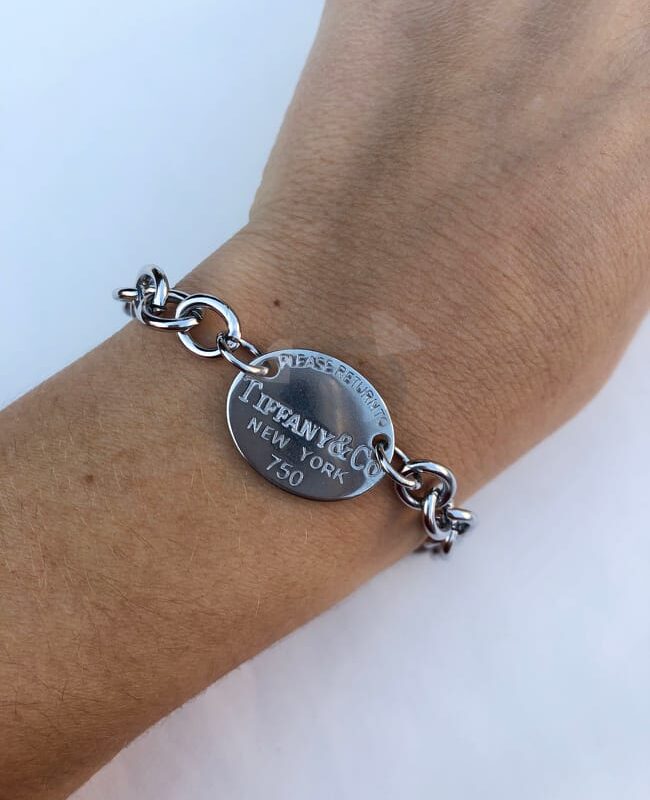 PLEASE RETURN TO
TIFFANY&CO
NEW YORK
750